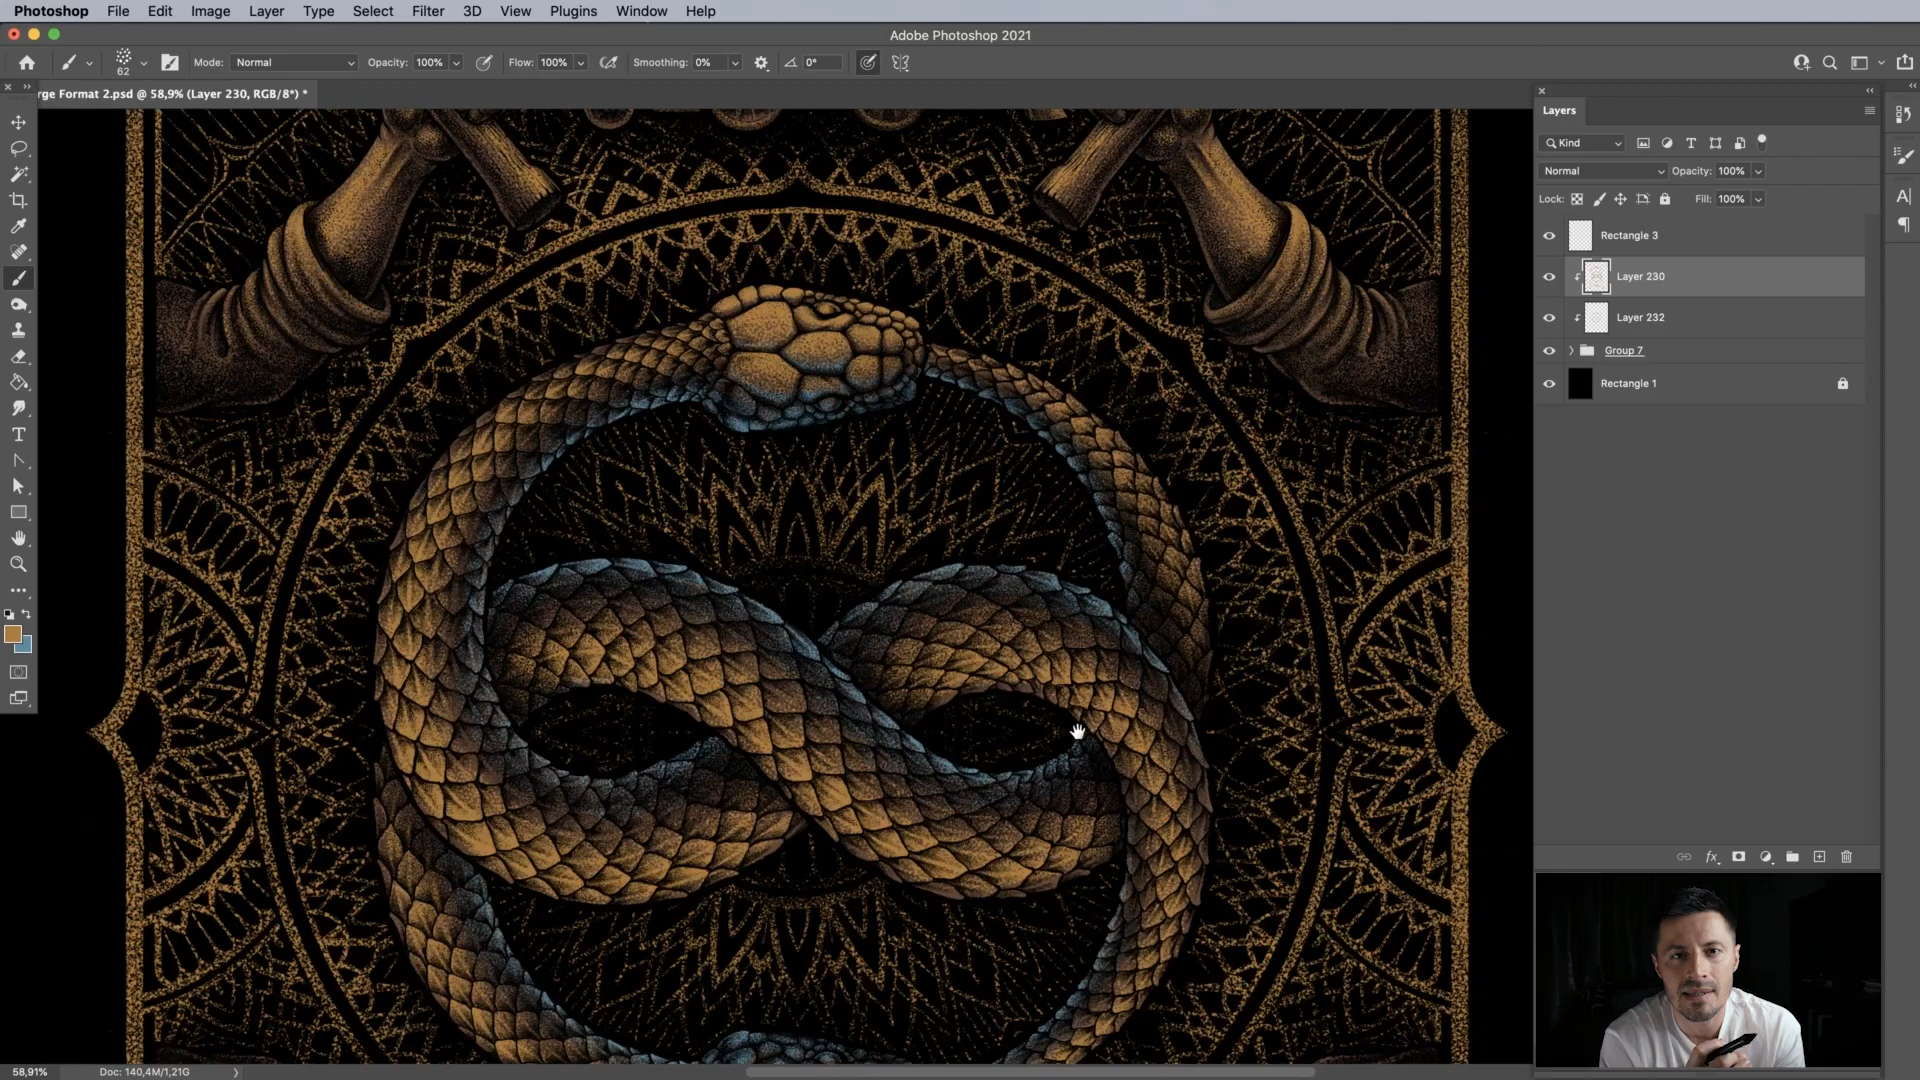 Photoshop File Edit Image Layer Type Select Filter 3D View Plugins Window Help
Adobe Photoshop 2021
62 Mode: Normal Opacity: 100% Flow: 100% Smoothing: 0% 0°
rge Format 2.psd @ 58,9% (Layer 230, RGB/8*) *
Layers
Kind
Normal Opacity: 100%
Lock: Fill: 100%
Rectangle 3
Layer 230
Layer 232
Group 7
Rectangle 1
58,91% Doc: 140,4M/1,21G